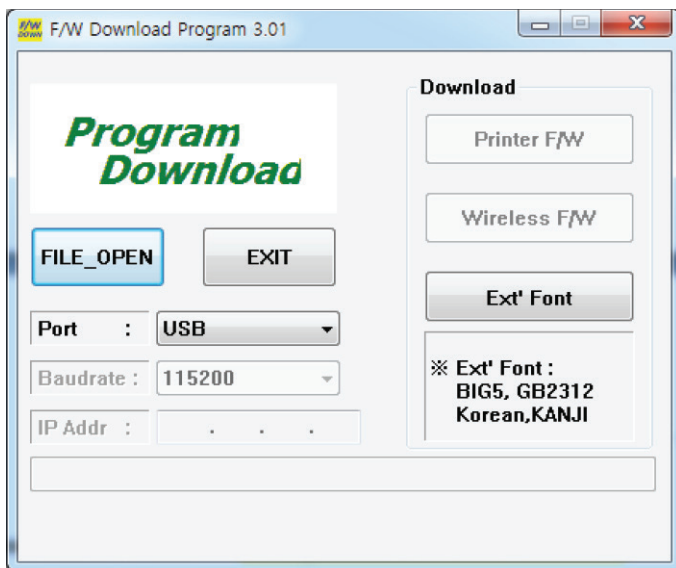 F/W DOWN
F/W Download Program 3.01
Program
Download
FILE_OPEN
EXIT
Port :
USB
Baudrate :
115200
IP Addr :
. . .
Download
Printer F/W
Wireless F/W
Ext' Font
※ Ext' Font :
BIG5, GB2312
Korean,KANJI